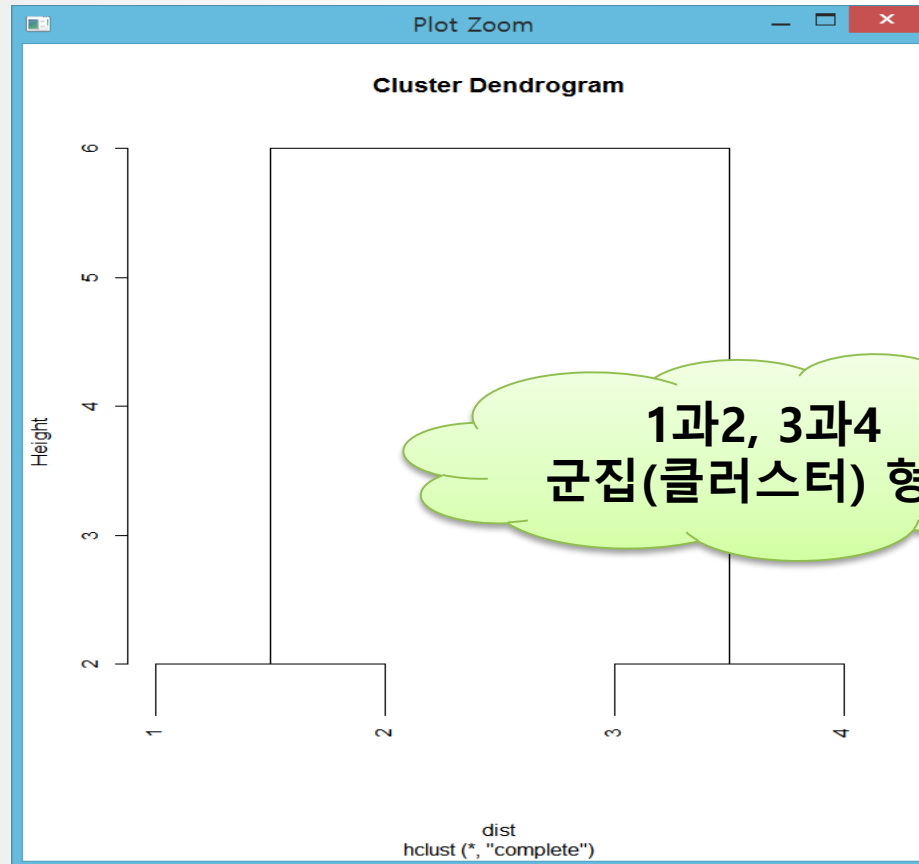 Plot Zoom
Cluster Dendrogram
6
5
4
3
2
Height
1과2, 3과4
군집(클러스터) 형
1
2
3
4
dist
hclust (*, "complete")